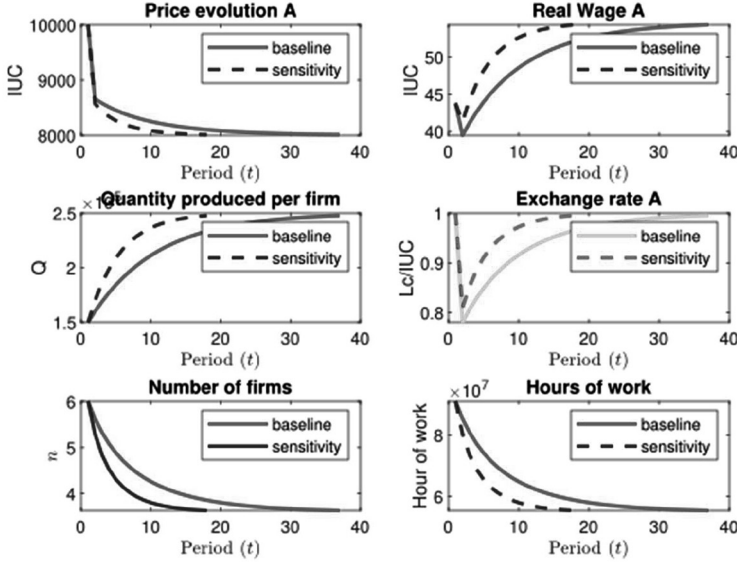 Price evolution A
IUC
10000
9000
8000
baseline
sensitivity
0 10 20 30 40
Period (t)
Real Wage A
IUC
50
45
40
baseline
sensitivity
0 10 20 30 40
Period (t)
Quantity produced per firm
×10⁵
Q
2.5
2
1.5
baseline
sensitivity
0 10 20 30 40
Period (t)
Exchange rate A
Lc/IUC
1
0.9
0.8
baseline
sensitivity
0 10 20 30 40
Period (t)
Number of firms
n
6
5
4
baseline
sensitivity
0 10 20 30 40
Period (t)
Hours of work
×10⁷
Hour of work
8
6
baseline
sensitivity
0 10 20 30 40
Period (t)